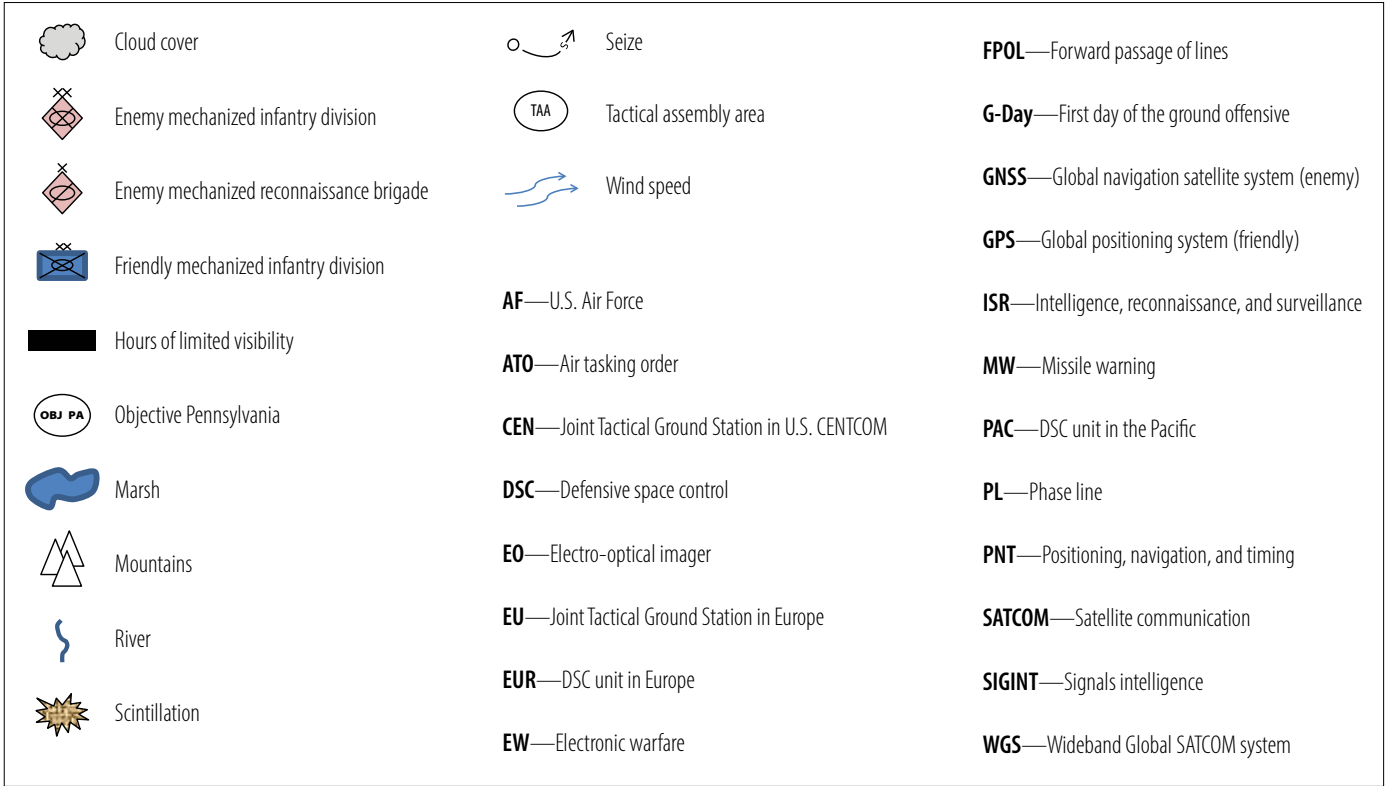 Cloud cover
Enemy mechanized infantry division
Enemy mechanized reconnaissance brigade
Friendly mechanized infantry division
Hours of limited visibility
OBJ PA
Objective Pennsylvania
Marsh
Mountains
River
Scintillation
S
Seize
TAA
Tactical assembly area
Wind speed
AF—U.S. Air Force
ATO—Air tasking order
CEN—Joint Tactical Ground Station in U.S. CENTCOM
DSC—Defensive space control
EO—Electro-optical imager
EU—Joint Tactical Ground Station in Europe
EUR—DSC unit in Europe
EW—Electronic warfare
FPOL—Forward passage of lines
G-Day—First day of the ground offensive
GNSS—Global navigation satellite system (enemy)
GPS—Global positioning system (friendly)
ISR—Intelligence, reconnaissance, and surveillance
MW—Missile warning
PAC—DSC unit in the Pacific
PL—Phase line
PNT—Positioning, navigation, and timing
SATCOM—Satellite communication
SIGINT—Signals intelligence
WGS—Wideband Global SATCOM system